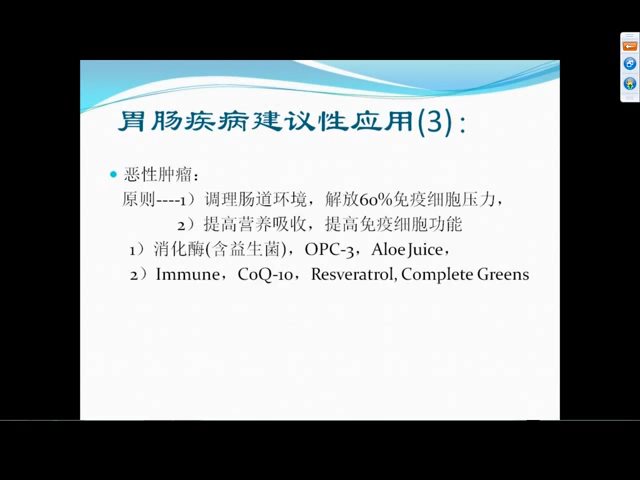 胃肠疾病建议性应用(3)：
• 恶性肿瘤：
原则----1）调理肠道环境，解放60%免疫细胞压力，
2）提高营养吸收，提高免疫细胞功能
1）消化酶(含益生菌)，OPC-3，Aloe Juice，
2）Immune，CoQ-10，Resveratrol, Complete Greens